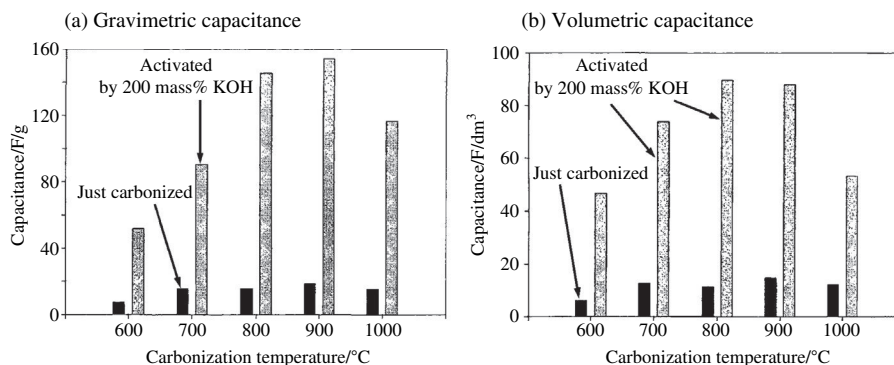 (a) Gravimetric capacitance
160
120
80
40
0
Capacitance/F/g
Activated
by 200 mass% KOH
Just carbonized
600 700 800 900 1000
Carbonization temperature/°C
(b) Volumetric capacitance
100
80
60
40
20
0
Capacitance/F/dm³
Activated
by 200 mass% KOH
Just carbonized
600 700 800 900 1000
Carbonization temperature/°C